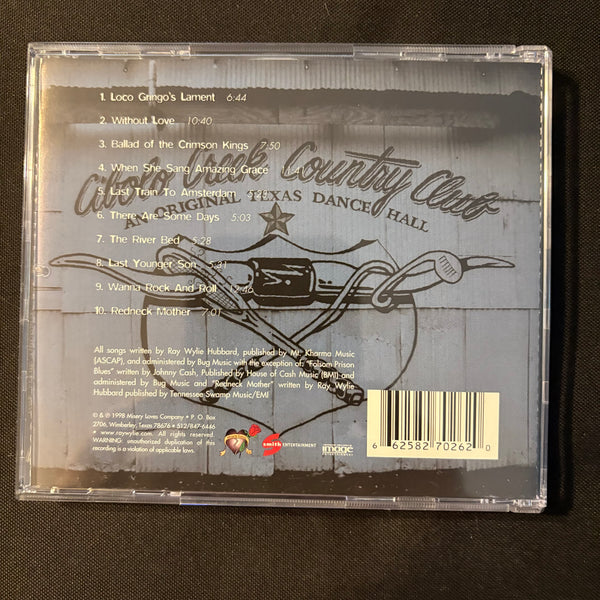 1. Loco Gringo's Lament 6:44
2. Without Love 10:40
3. Ballad of the Crimson Kings 7:50
4. When She Sang Amazing Grace
5. Last Train To Amsterdam
6. There Are Some Days 5:03
7. The River Bed 5:28
8. Last Younger Son 5:31
9. Wanna Rock And Roll 12:46
10. Redneck Mother 7:01
Cibolo Creek Country Club
AN ORIGINAL TEXAS DANCE HALL
All songs written by Ray Wylie Hubbard, published by Mt. Kharma Music
(ASCAP), and administered by Bug Music with the exception of: "Folsom Prison
Blues" written by Johnny Cash, Published by House of Cash Music (BMI) and
administered by Bug Music and "Redneck Mother" written by Ray Wylie
Hubbard published by Tennessee Swamp Music/EMI
© & ℗ 1998 Misery Loves Company • P. O. Box
2706, Wimberley, Texas 78676 • 512/847-6446
• www.raywylie.com. All rights reserved.
WARNING: unauthorized duplication of this
recording is a violation of applicable laws.
smith ENTERTAINMENT
image
ENTERTAINMENT
6 62582 70262 0